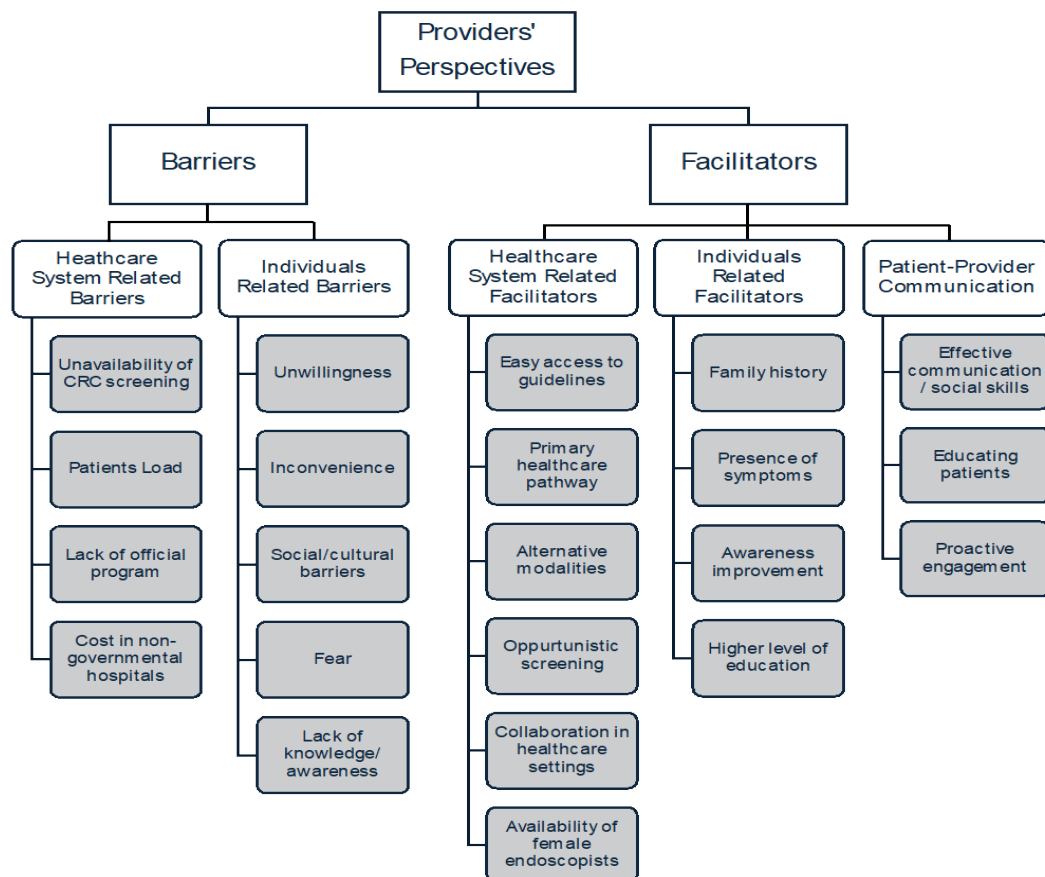 Providers'
Perspectives
Barriers
Facilitators
Heathcare
System Related
Barriers
Individuals
Related Barriers
Healthcare
System Related
Facilitators
Individuals
Related
Facilitators
Patient-Provider
Communication
Unavailability of
CRC screening
Patients Load
Lack of official
program
Cost in non-
governmental
hospitals
Unwillingness
Inconvenience
Social/cultural
barriers
Fear
Lack of
knowledge/
awareness
Easy access to
guidelines
Primary
healthcare
pathway
Alternative
modalities
Oppurtunistic
screening
Collaboration in
healthcare
settings
Availability of
female
endoscopists
Family history
Presence of
symptoms
Awareness
improvement
Higher level of
education
Effective
communication
/ social skills
Educating
patients
Proactive
engagement